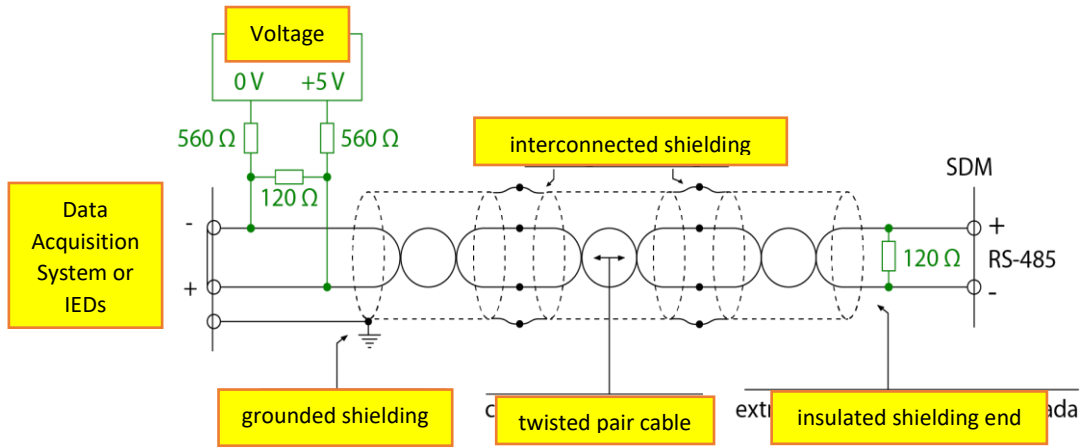 Voltage
0 V +5 V
560 Ω 560 Ω
120 Ω
interconnected shielding
SDM
Data
Acquisition
System or
IEDs
-
+
+
120 Ω RS-485
-
grounded shielding
twisted pair cable
insulated shielding end